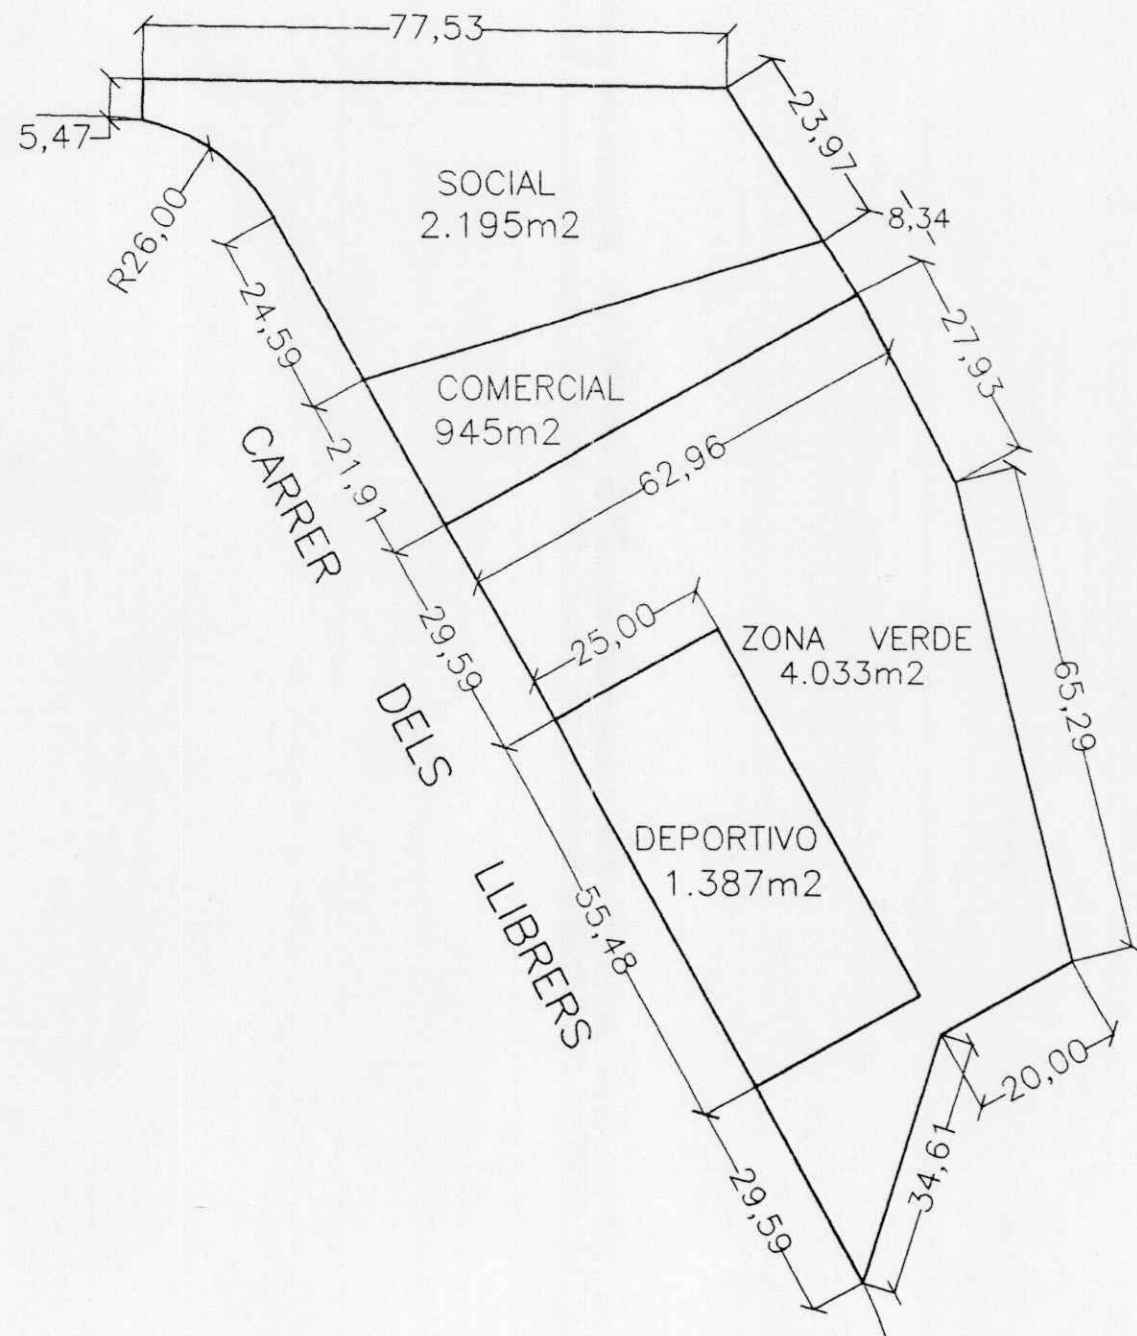 77,53
5,47
23,97
8,34
SOCIAL
2.195m2
R26,00
24,59
27,93
COMERCIAL
945m2
62,96
21,91
CARRER
DELS
LLIBRERS
29,59
25,00
ZONA VERDE
4.033m2
65,29
DEPORTIVO
1.387m2
55,48
20,00
34,61
29,59